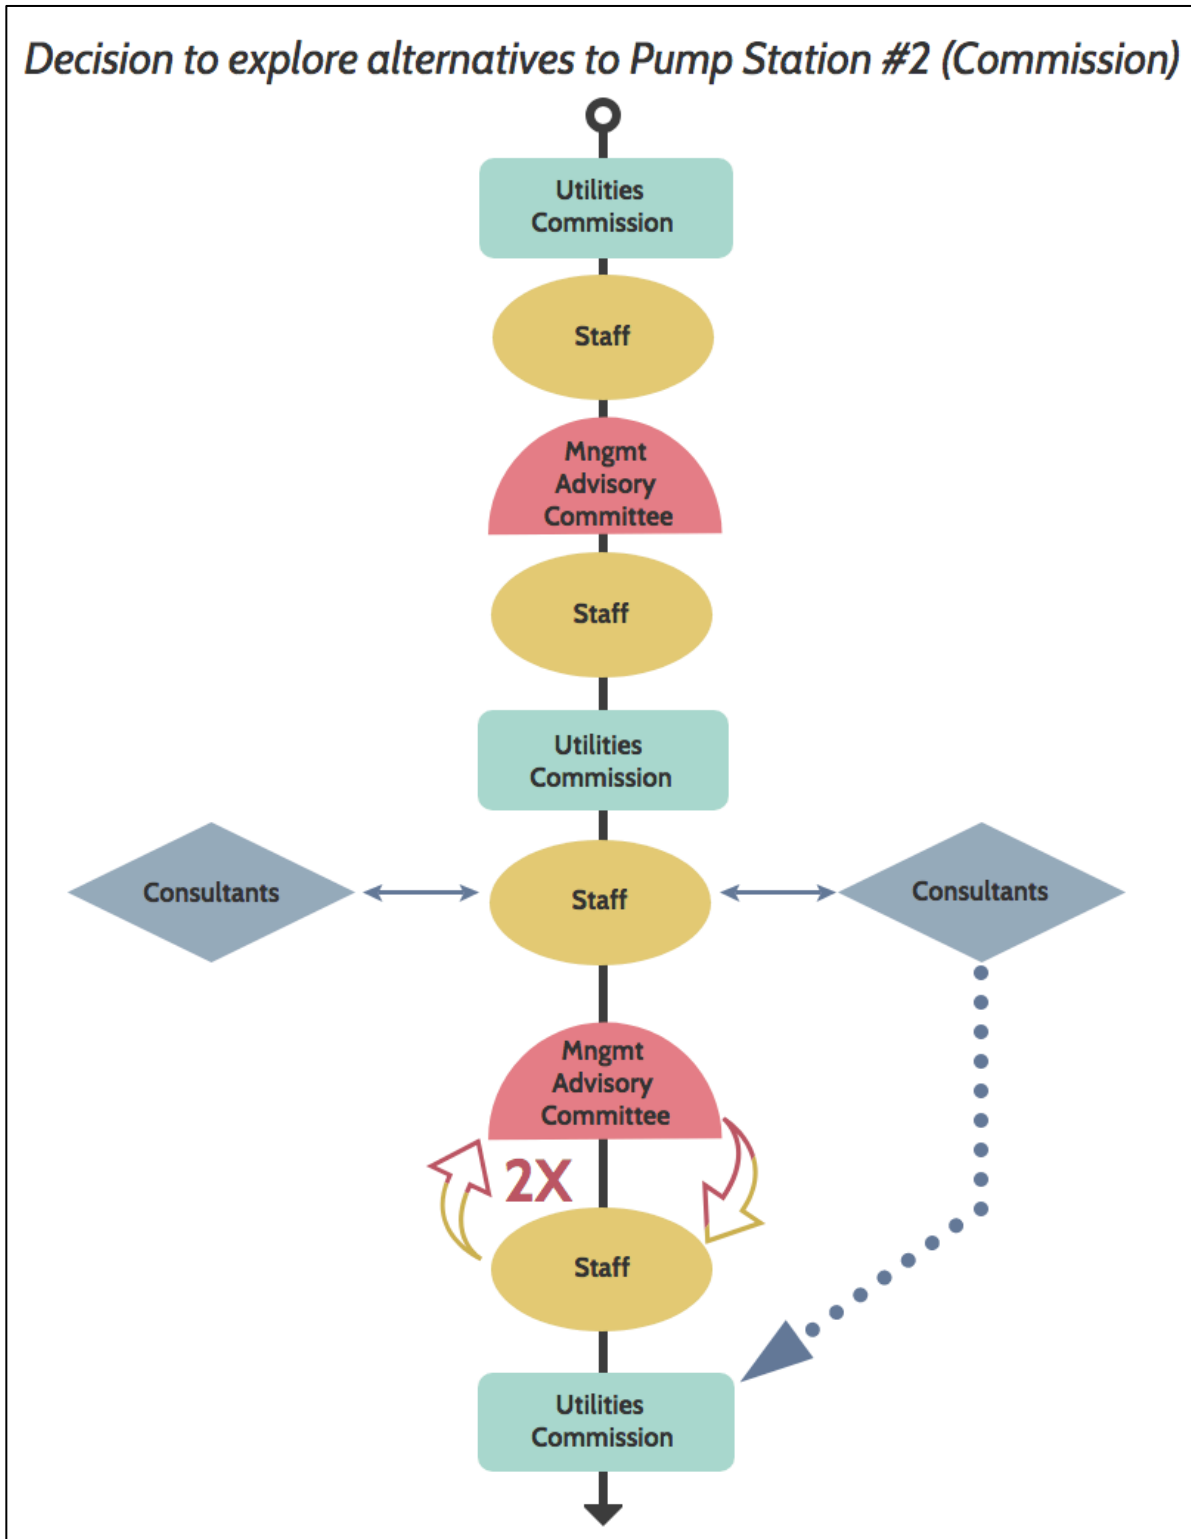 Decision to explore alternatives to Pump Station #2 (Commission)
Utilities
Commission
Staff
Mngmt
Advisory
Committee
Staff
Utilities
Commission
Consultants
Staff
Consultants
Mngmt
Advisory
Committee
2X
Staff
Utilities
Commission